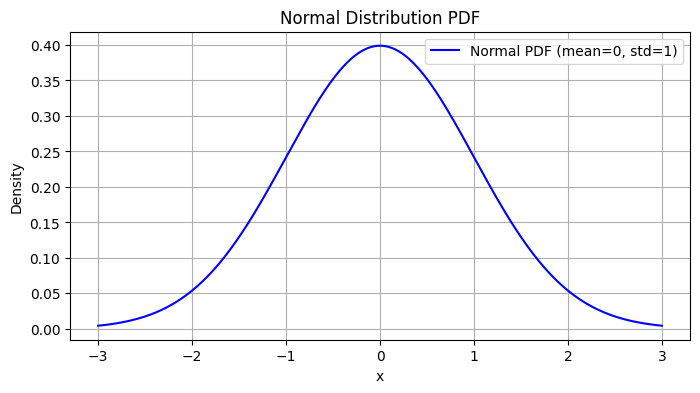 Normal Distribution PDF
Normal PDF (mean=0, std=1)
Density
0.40
0.35
0.30
0.25
0.20
0.15
0.10
0.05
0.00
−3 −2 −1 0 1 2 3
x